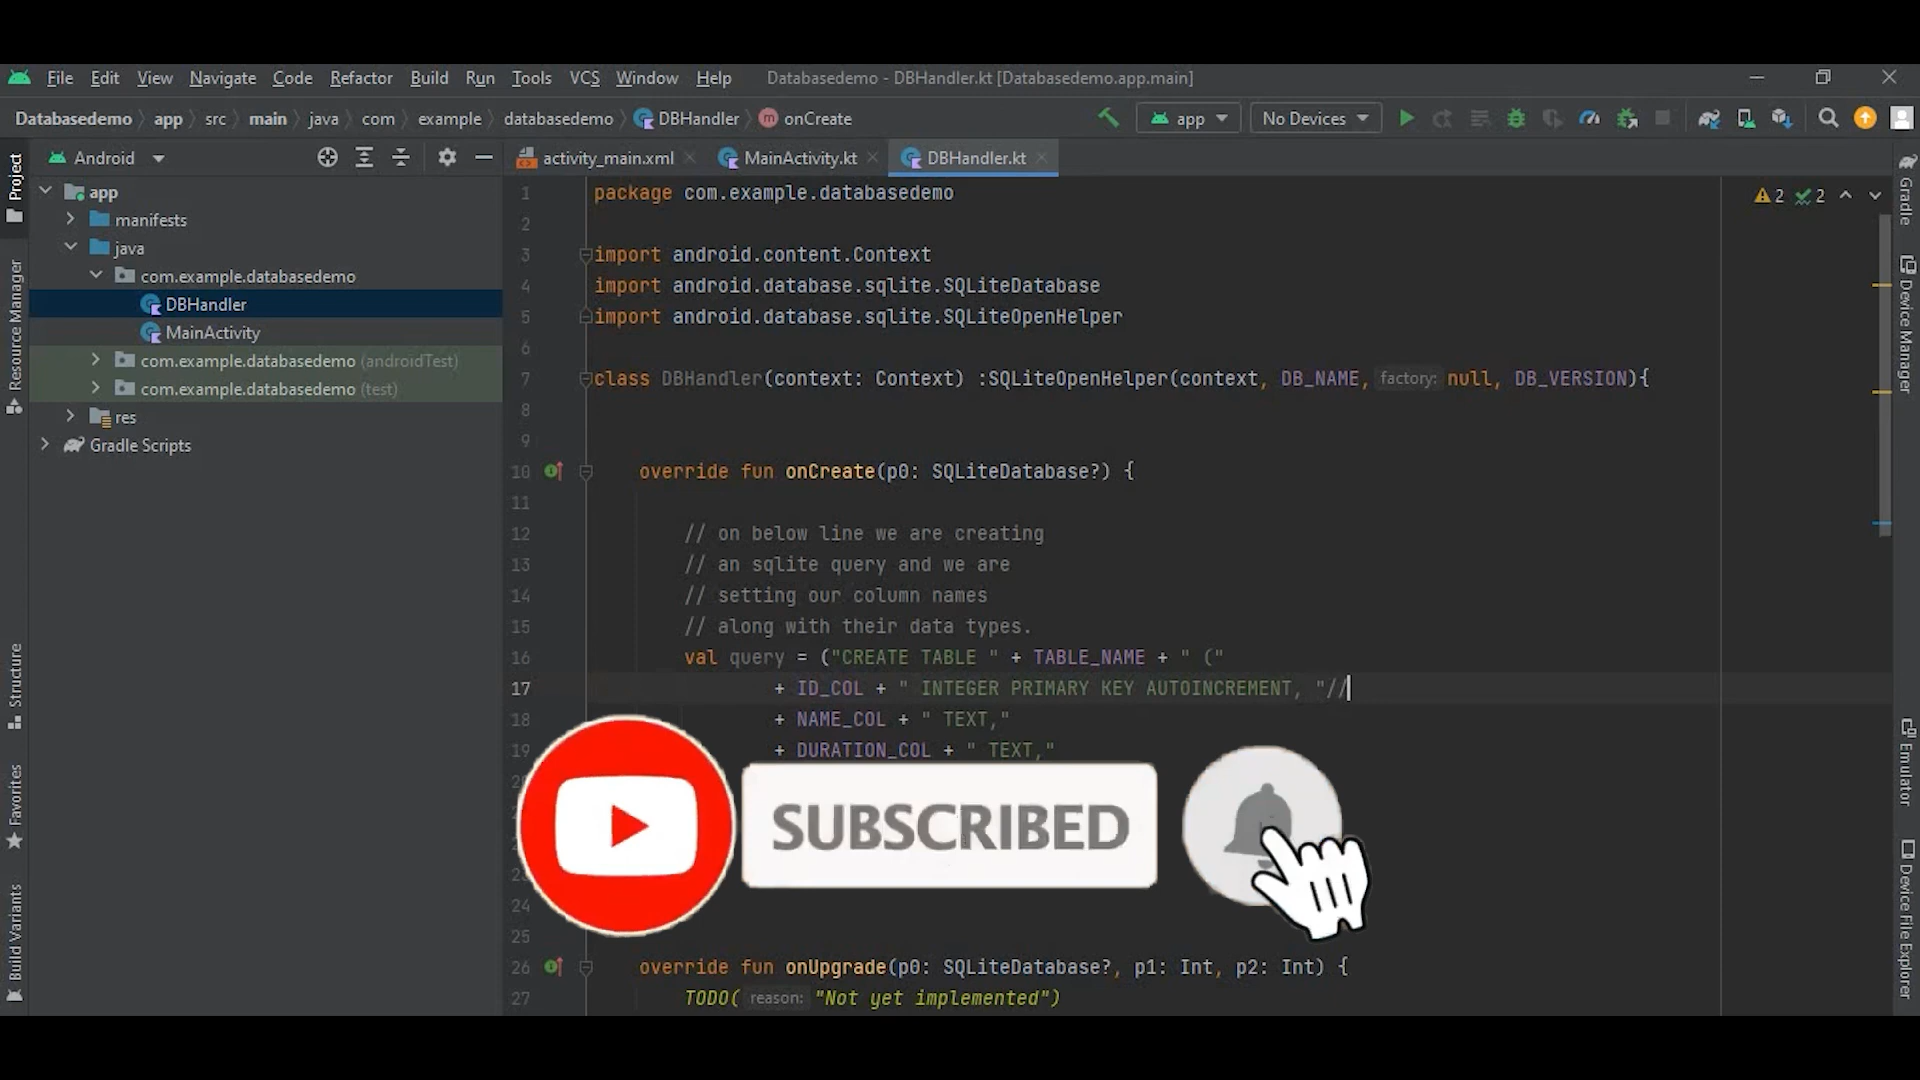 File Edit View Navigate Code Refactor Build Run Tools VCS Window Help Databasedemo - DBHandler.kt [Databasedemo.app.main]
Databasedemo app src main java com example databasedemo DBHandler onCreate app No Devices
Android
activity_main.xml MainActivity.kt DBHandler.kt
Project
Resource Manager
Structure
Favorites
Build Variants
app
manifests
java
com.example.databasedemo
DBHandler
MainActivity
com.example.databasedemo (androidTest)
com.example.databasedemo (test)
res
Gradle Scripts
2 2
1 package com.example.databasedemo
2
3 import android.content.Context
4 import android.database.sqlite.SQLiteDatabase
5 import android.database.sqlite.SQLiteOpenHelper
6
7 class DBHandler(context: Context) :SQLiteOpenHelper(context, DB_NAME, factory: null, DB_VERSION){
8
9
10 override fun onCreate(p0: SQLiteDatabase?) {
11
12 // on below line we are creating
13 // an sqlite query and we are
14 // setting our column names
15 // along with their data types.
16 val query = ("CREATE TABLE " + TABLE_NAME + " ("
17 + ID_COL + " INTEGER PRIMARY KEY AUTOINCREMENT, "//
18 + NAME_COL + " TEXT,"
19 + DURATION_COL + " TEXT,"
SUBSCRIBED
24
25
26 override fun onUpgrade(p0: SQLiteDatabase?, p1: Int, p2: Int) {
27 TODO( reason: "Not yet implemented")
Gradle
Device Manager
Emulator
Device File Explorer